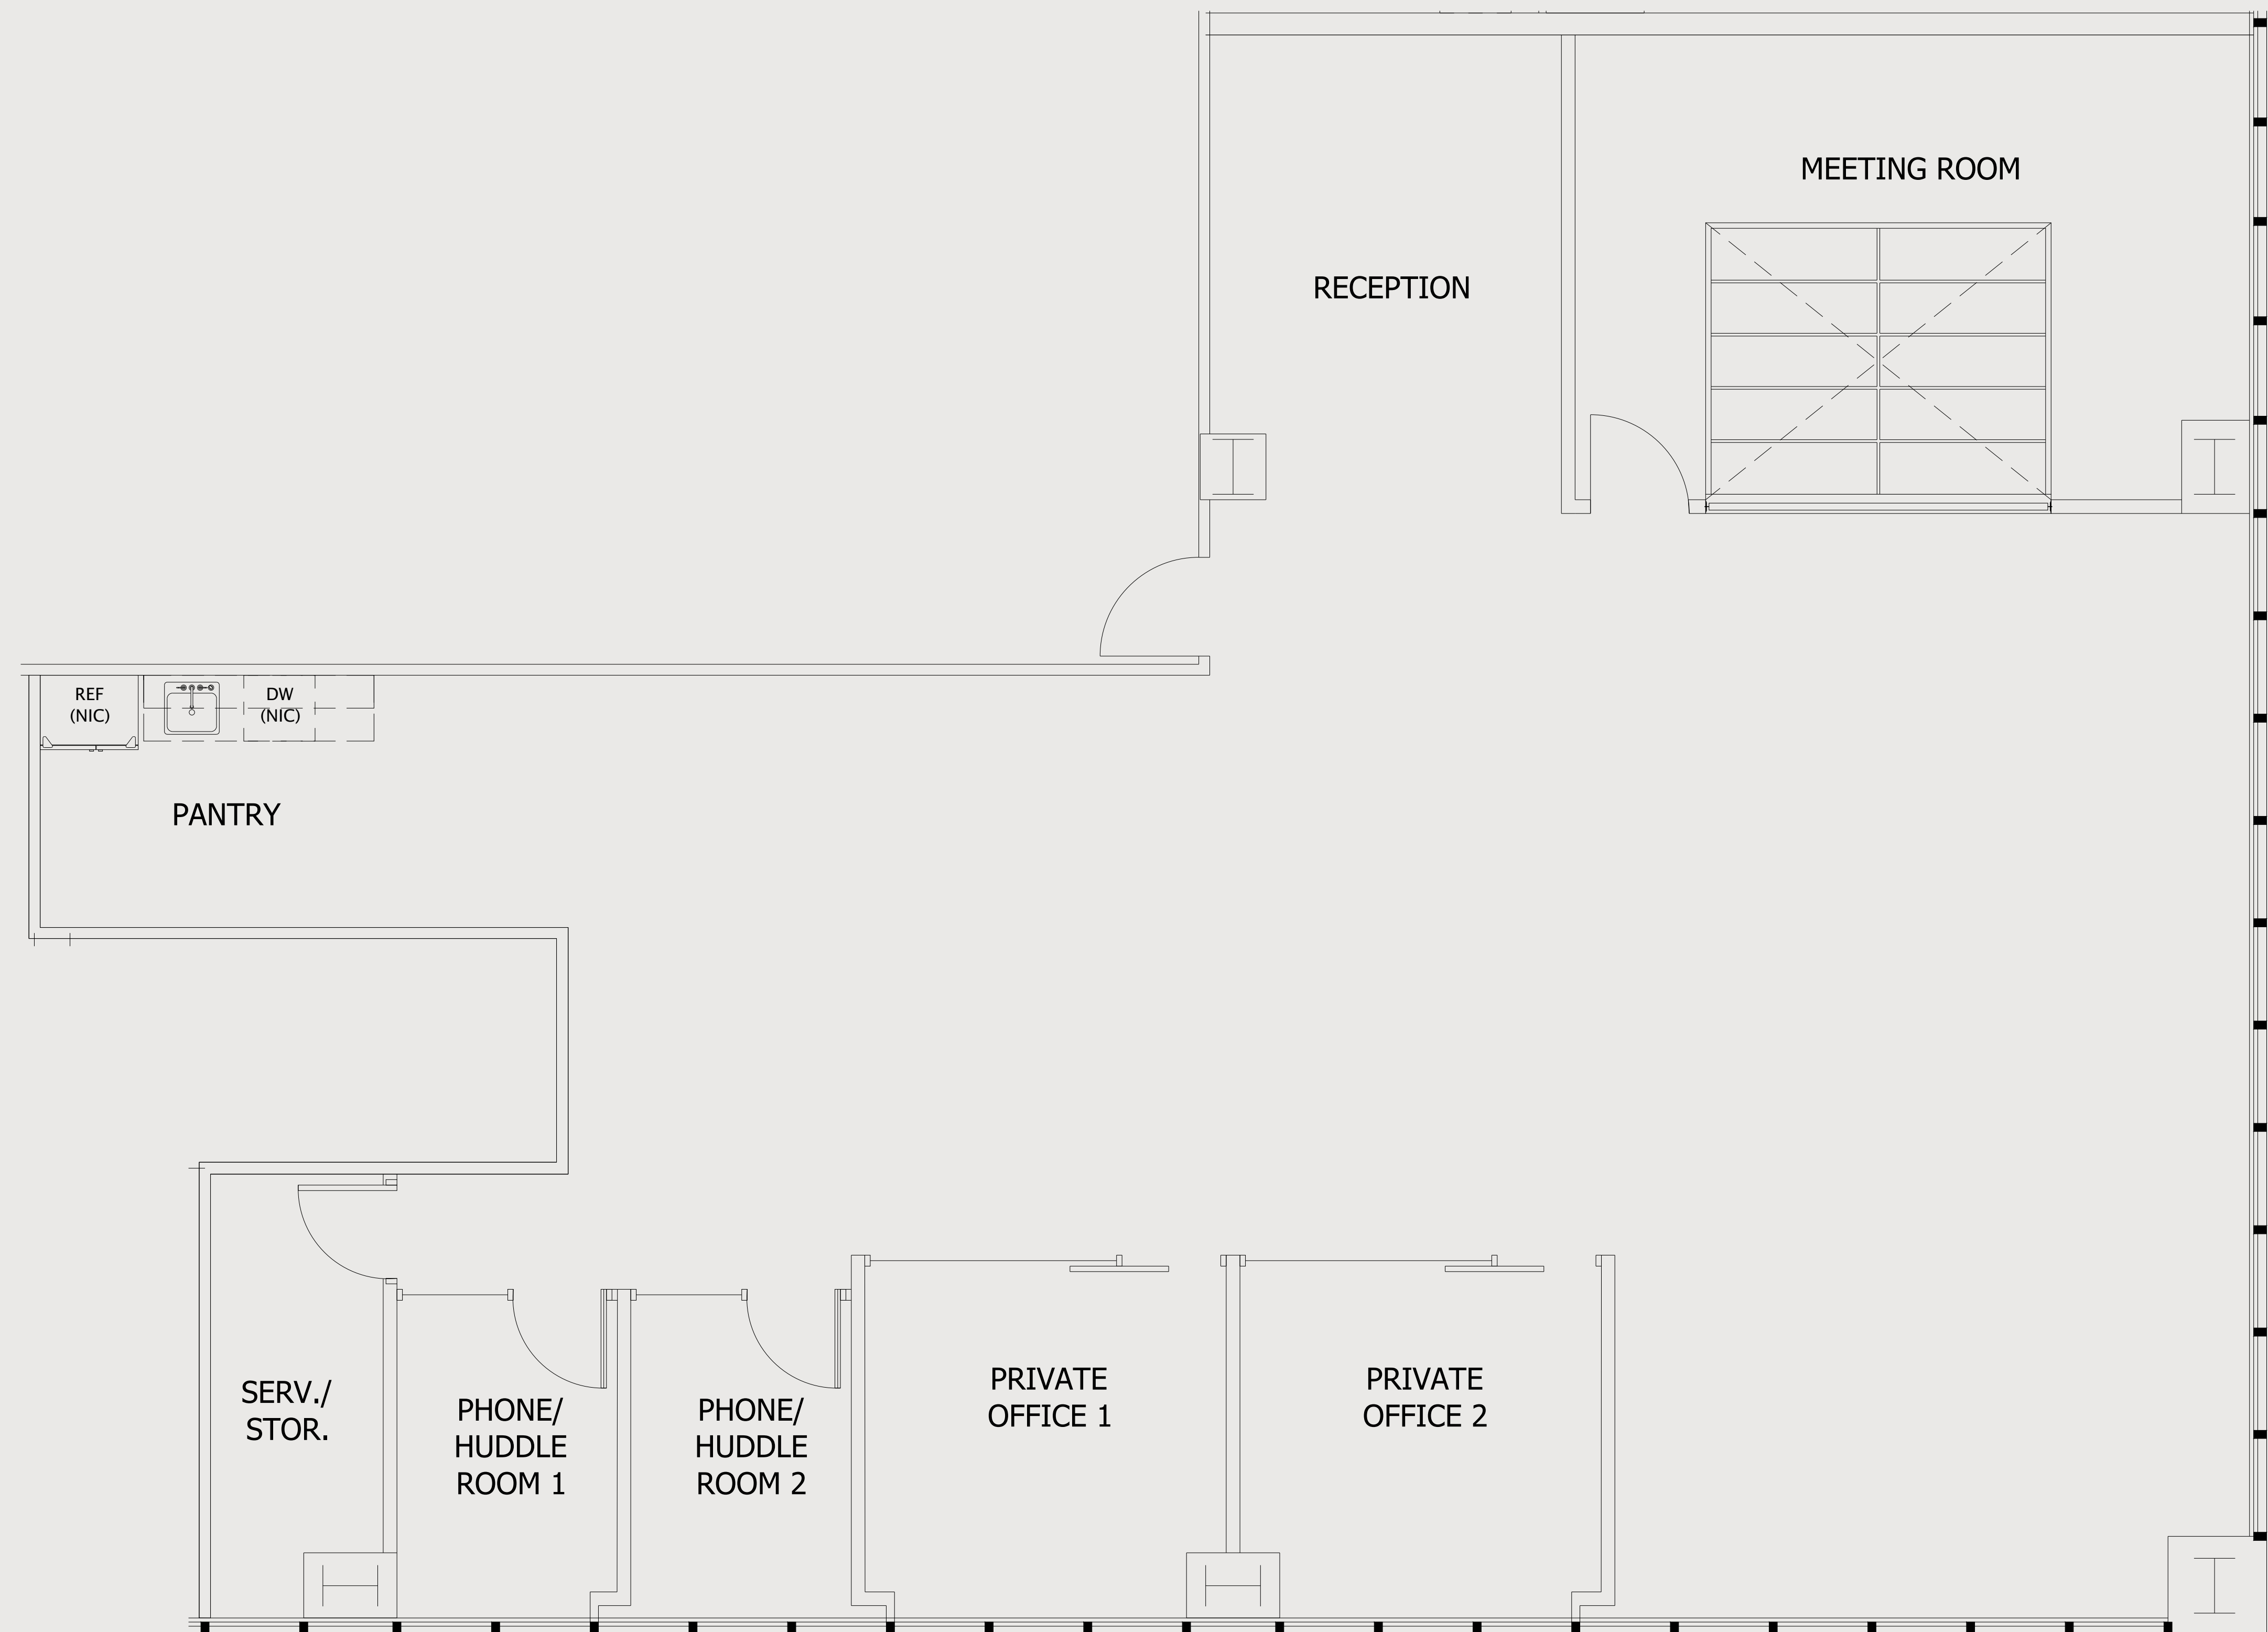 MEETING ROOM
RECEPTION
REF
(NIC)
DW
(NIC)
PANTRY
SERV./
STOR.
PHONE/
HUDDLE
ROOM 1
PHONE/
HUDDLE
ROOM 2
PRIVATE
OFFICE 1
PRIVATE
OFFICE 2